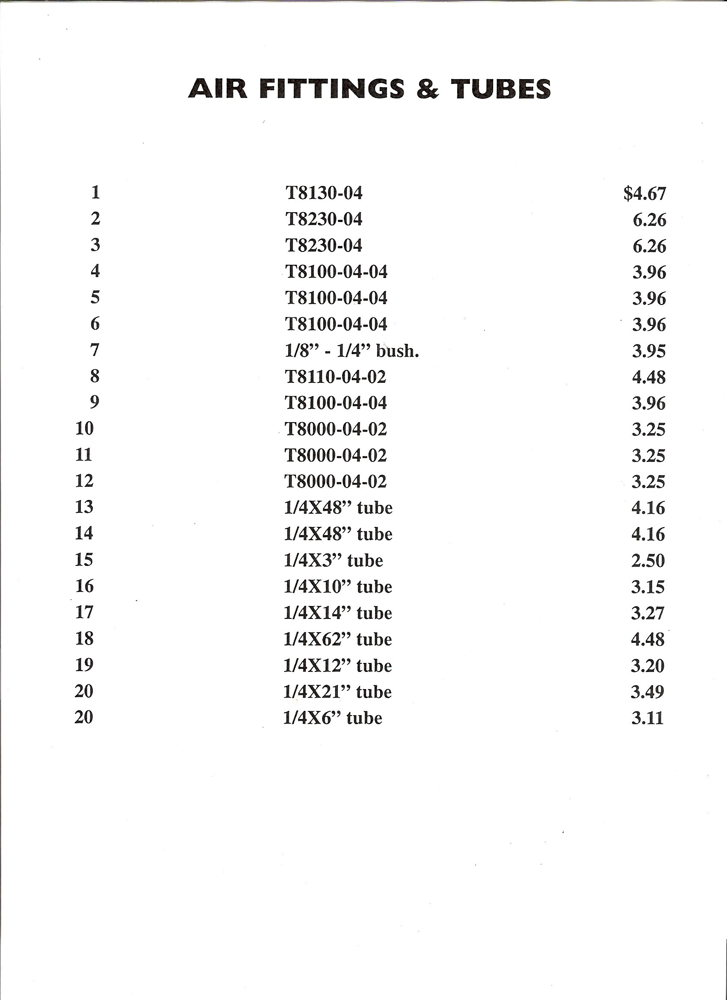 AIR FITTINGS & TUBES
1 T8130-04 $4.67
2 T8230-04 6.26
3 T8230-04 6.26
4 T8100-04-04 3.96
5 T8100-04-04 3.96
6 T8100-04-04 3.96
7 1/8” - 1/4” bush. 3.95
8 T8110-04-02 4.48
9 T8100-04-04 3.96
10 T8000-04-02 3.25
11 T8000-04-02 3.25
12 T8000-04-02 3.25
13 1/4X48” tube 4.16
14 1/4X48” tube 4.16
15 1/4X3” tube 2.50
16 1/4X10” tube 3.15
17 1/4X14” tube 3.27
18 1/4X62” tube 4.48
19 1/4X12” tube 3.20
20 1/4X21” tube 3.49
20 1/4X6” tube 3.11